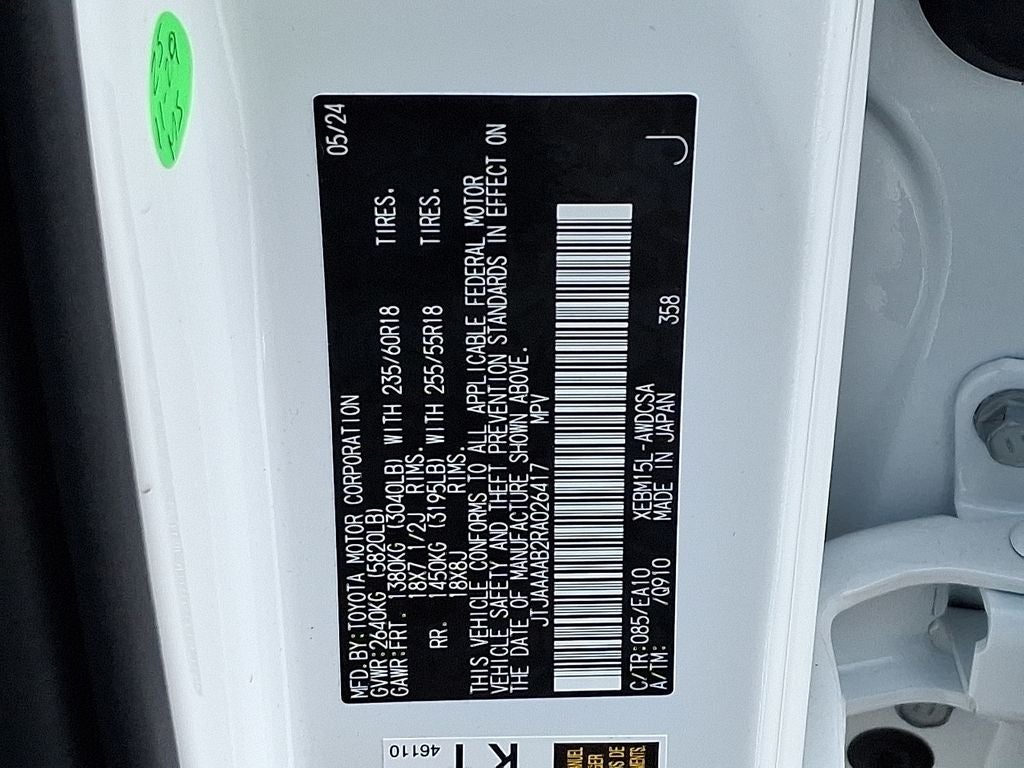 MFD.BY:TOYOTA MOTOR CORPORATION 05/24
GVWR:2640KG (5820LB)
GAWR:FRT. 1380KG (3040LB) WITH 235/60R18 TIRES.
18X7 1/2J RIMS.
RR. 1450KG (3195LB) WITH 255/55R18 TIRES.
18X8J RIMS.
THIS VEHICLE CONFORMS TO ALL APPLICABLE FEDERAL MOTOR
VEHICLE SAFETY AND THEFT PREVENTION STANDARDS IN EFFECT ON
THE DATE OF MANUFACTURE SHOWN ABOVE.
JTJAAAAB2RA026417 MPV
C/TR:085/EA10 XEBM15L-AWDCSA
A/TM: /Q910 MADE IN JAPAN 358 J
46110